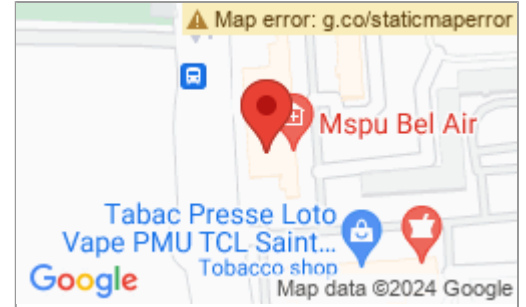 Map error: g.co/staticmaperror
Mspu Bel Air
Tabac Presse Loto
Vape PMU TCL Saint...
Tobacco shop
Google
Map data ©2024 Google